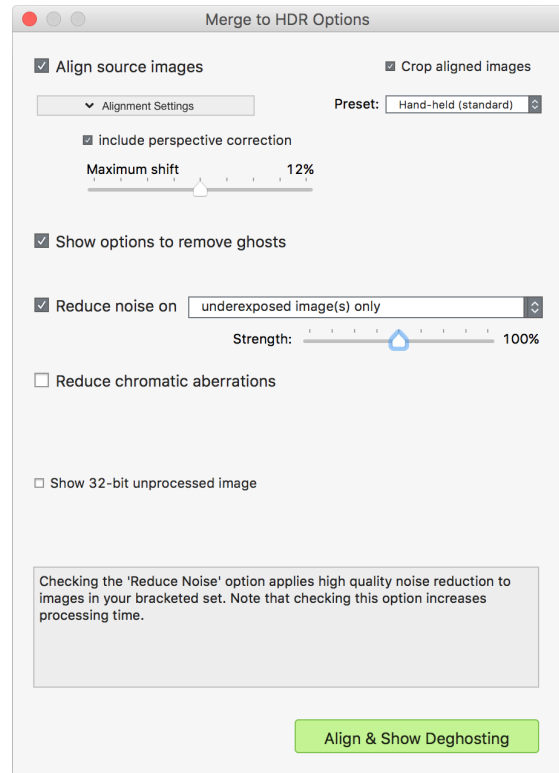 Merge to HDR Options
Align source images
Crop aligned images
Alignment Settings
Preset: Hand-held (standard)
include perspective correction
Maximum shift 12%
Show options to remove ghosts
Reduce noise on underexposed image(s) only
Strength: 100%
Reduce chromatic aberrations
Show 32-bit unprocessed image
Checking the 'Reduce Noise' option applies high quality noise reduction to
images in your bracketed set. Note that checking this option increases
processing time.
Align & Show Deghosting